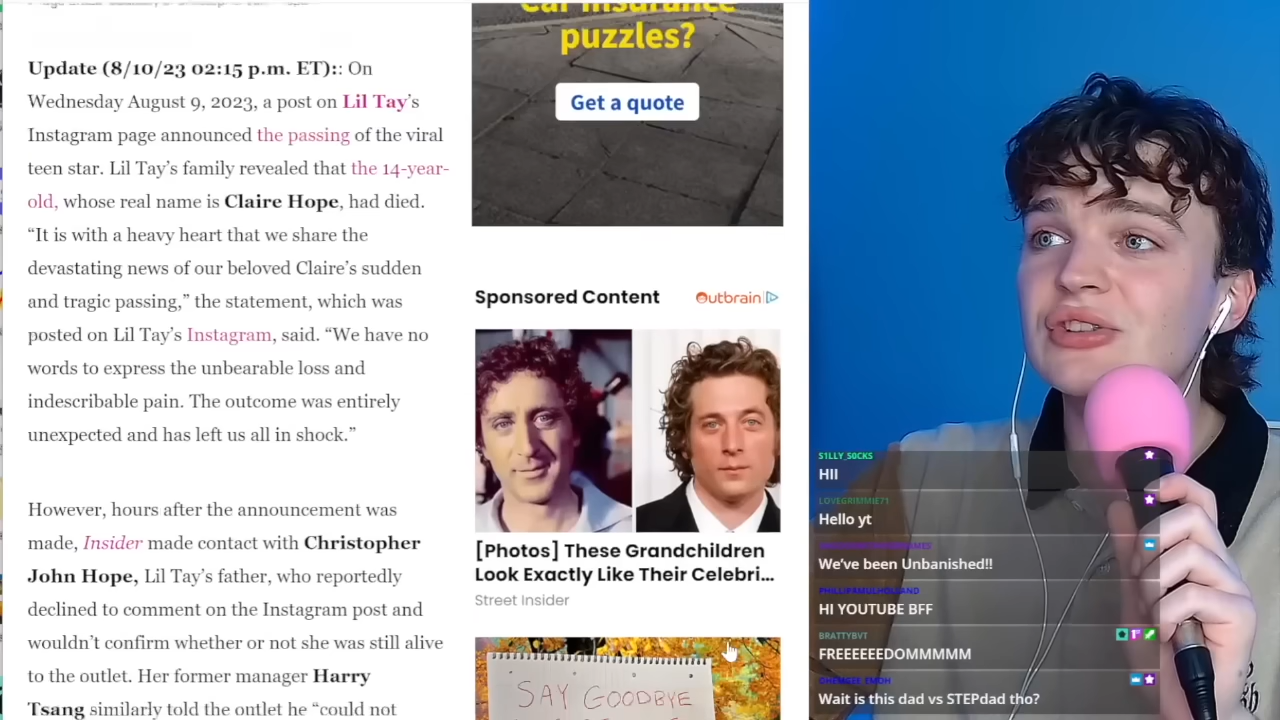 Update (8/10/23 02:15 p.m. ET):: On
Wednesday August 9, 2023, a post on Lil Tay's
Instagram page announced the passing of the viral
teen star. Lil Tay's family revealed that the 14-year-
old, whose real name is Claire Hope, had died.
“It is with a heavy heart that we share the
devastating news of our beloved Claire's sudden
and tragic passing,” the statement, which was
posted on Lil Tay's Instagram, said. “We have no
words to express the unbearable loss and
indescribable pain. The outcome was entirely
unexpected and has left us all in shock.”
However, hours after the announcement was
made, Insider made contact with Christopher
John Hope, Lil Tay's father, who reportedly
declined to comment on the Instagram post and
wouldn't confirm whether or not she was still alive
to the outlet. Her former manager Harry
Tsang similarly told the outlet he “could not
Car insurance
puzzles?
Get a quote
Sponsored Content
Outbrain
[Photos] These Grandchildren
Look Exactly Like Their Celebri...
Street Insider
SAY GOODBYE
S1LLY_S0CKS
HII
LOVEGRIMMIE71
Hello yt
We've been Unbanished!!
HI YOUTUBE BFF
BRATTYBVT
FREEEEEEDOMMMMM
Wait is this dad vs STEPdad tho?